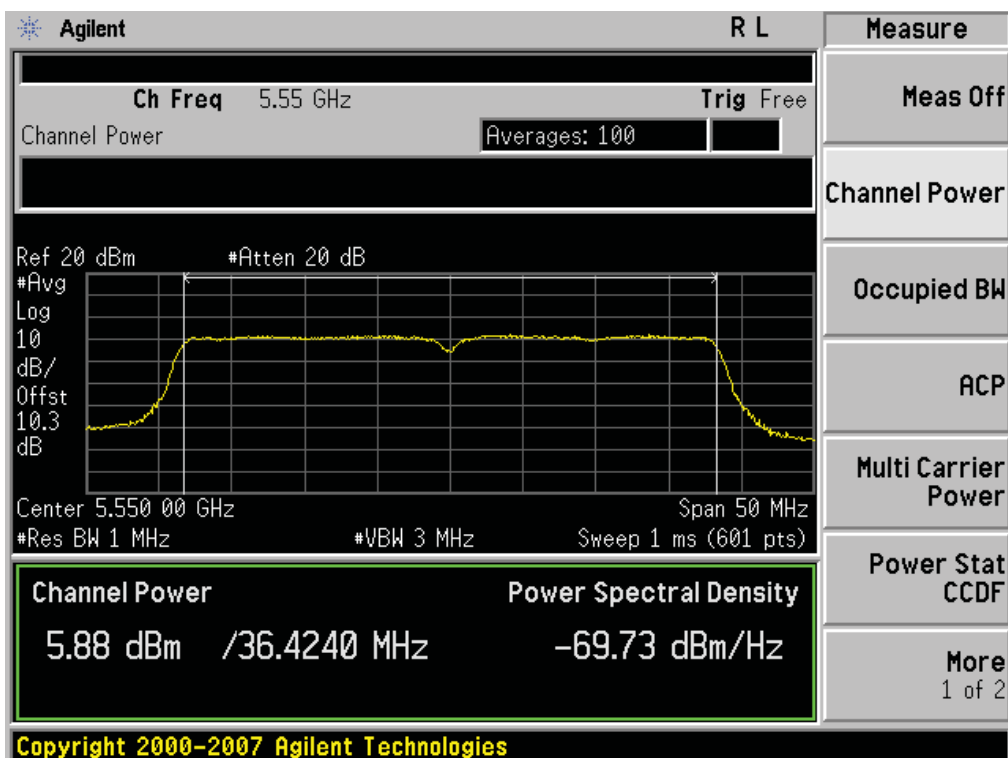 Agilent R L
Ch Freq 5.55 GHz Trig Free
Channel Power Averages: 100
Ref 20 dBm #Atten 20 dB
#Avg
Log
10
dB/
Offst
10.3
dB
Center 5.550 00 GHz Span 50 MHz
#Res BW 1 MHz #VBW 3 MHz Sweep 1 ms (601 pts)
Channel Power Power Spectral Density
5.88 dBm /36.4240 MHz -69.73 dBm/Hz
Copyright 2000-2007 Agilent Technologies
Measure
Meas Off
Channel Power
Occupied BW
ACP
Multi Carrier
Power
Power Stat
CCDF
More
1 of 2